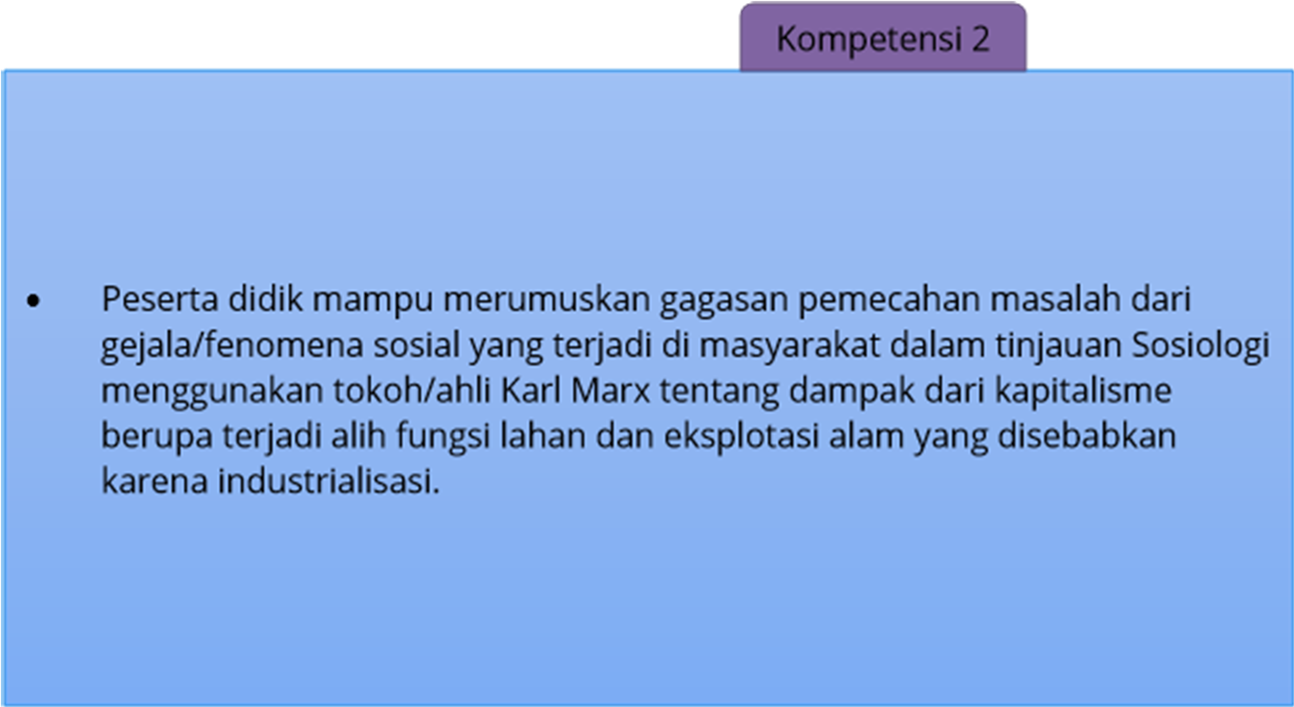 Kompetensi 2
• Peserta didik mampu merumuskan gagasan pemecahan masalah dari
gejala/fenomena sosial yang terjadi di masyarakat dalam tinjauan Sosiologi
menggunakan tokoh/ahli Karl Marx tentang dampak dari kapitalisme
berupa terjadi alih fungsi lahan dan eksplotasi alam yang disebabkan
karena industrialisasi.